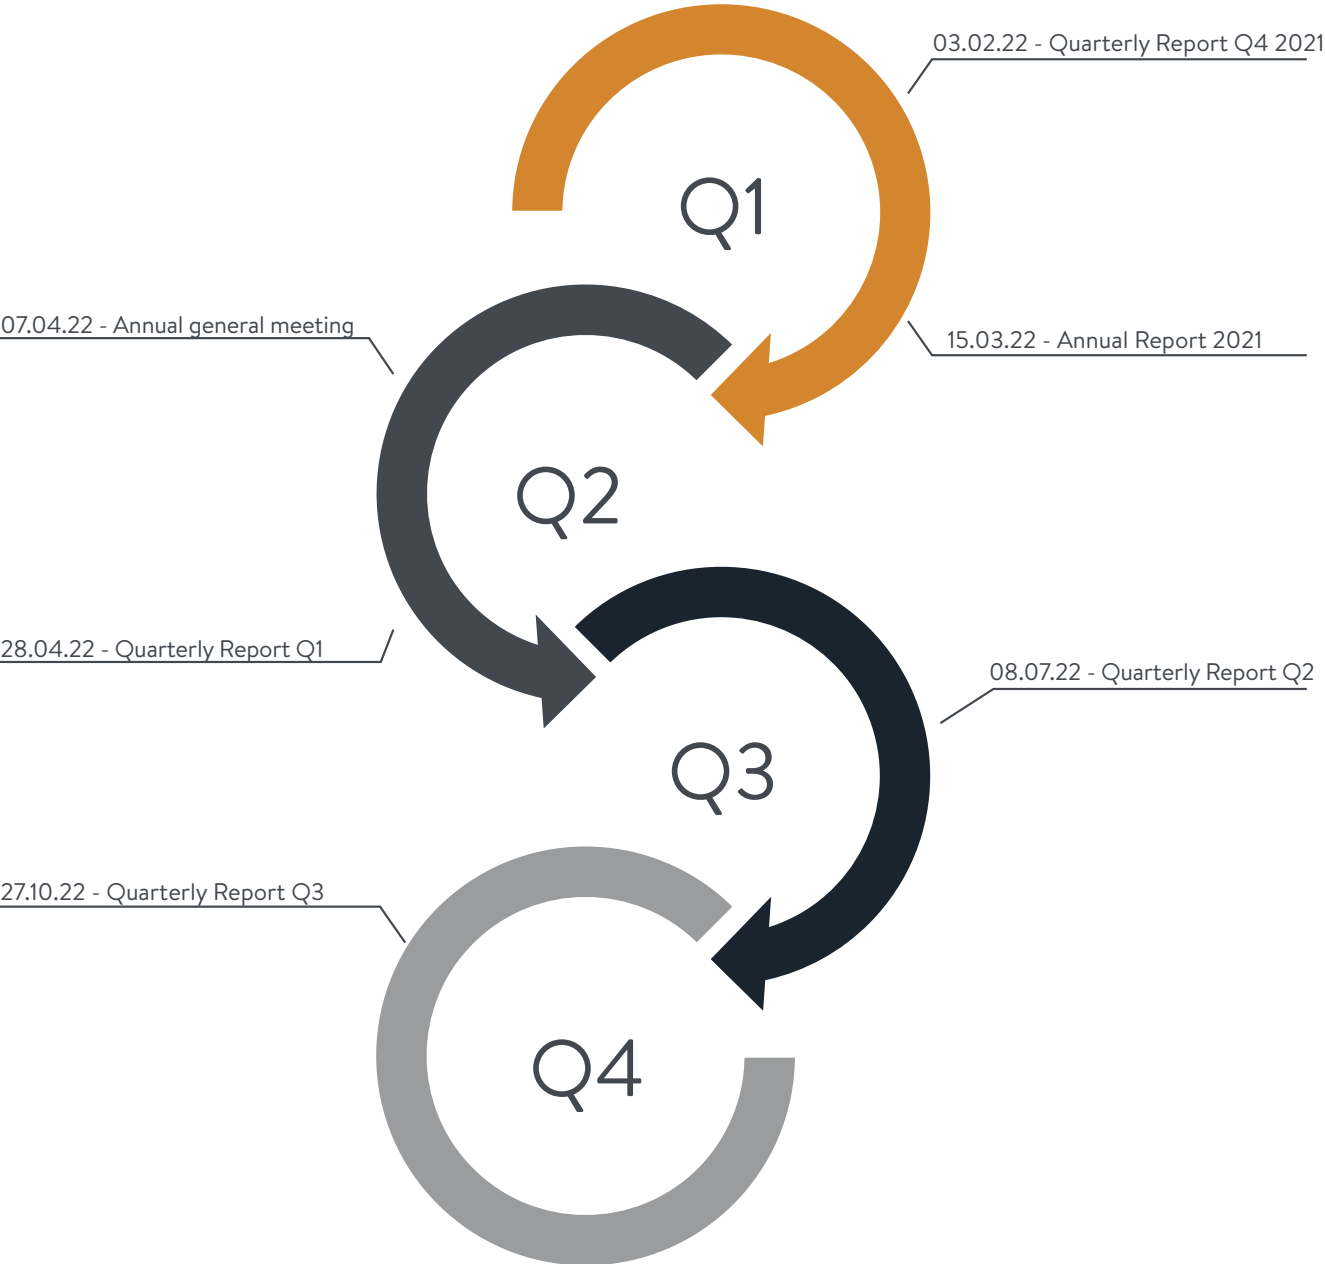 03.02.22 - Quarterly Report Q4 2021
Q1
07.04.22 - Annual general meeting
15.03.22 - Annual Report 2021
Q2
28.04.22 - Quarterly Report Q1
08.07.22 - Quarterly Report Q2
Q3
27.10.22 - Quarterly Report Q3
Q4